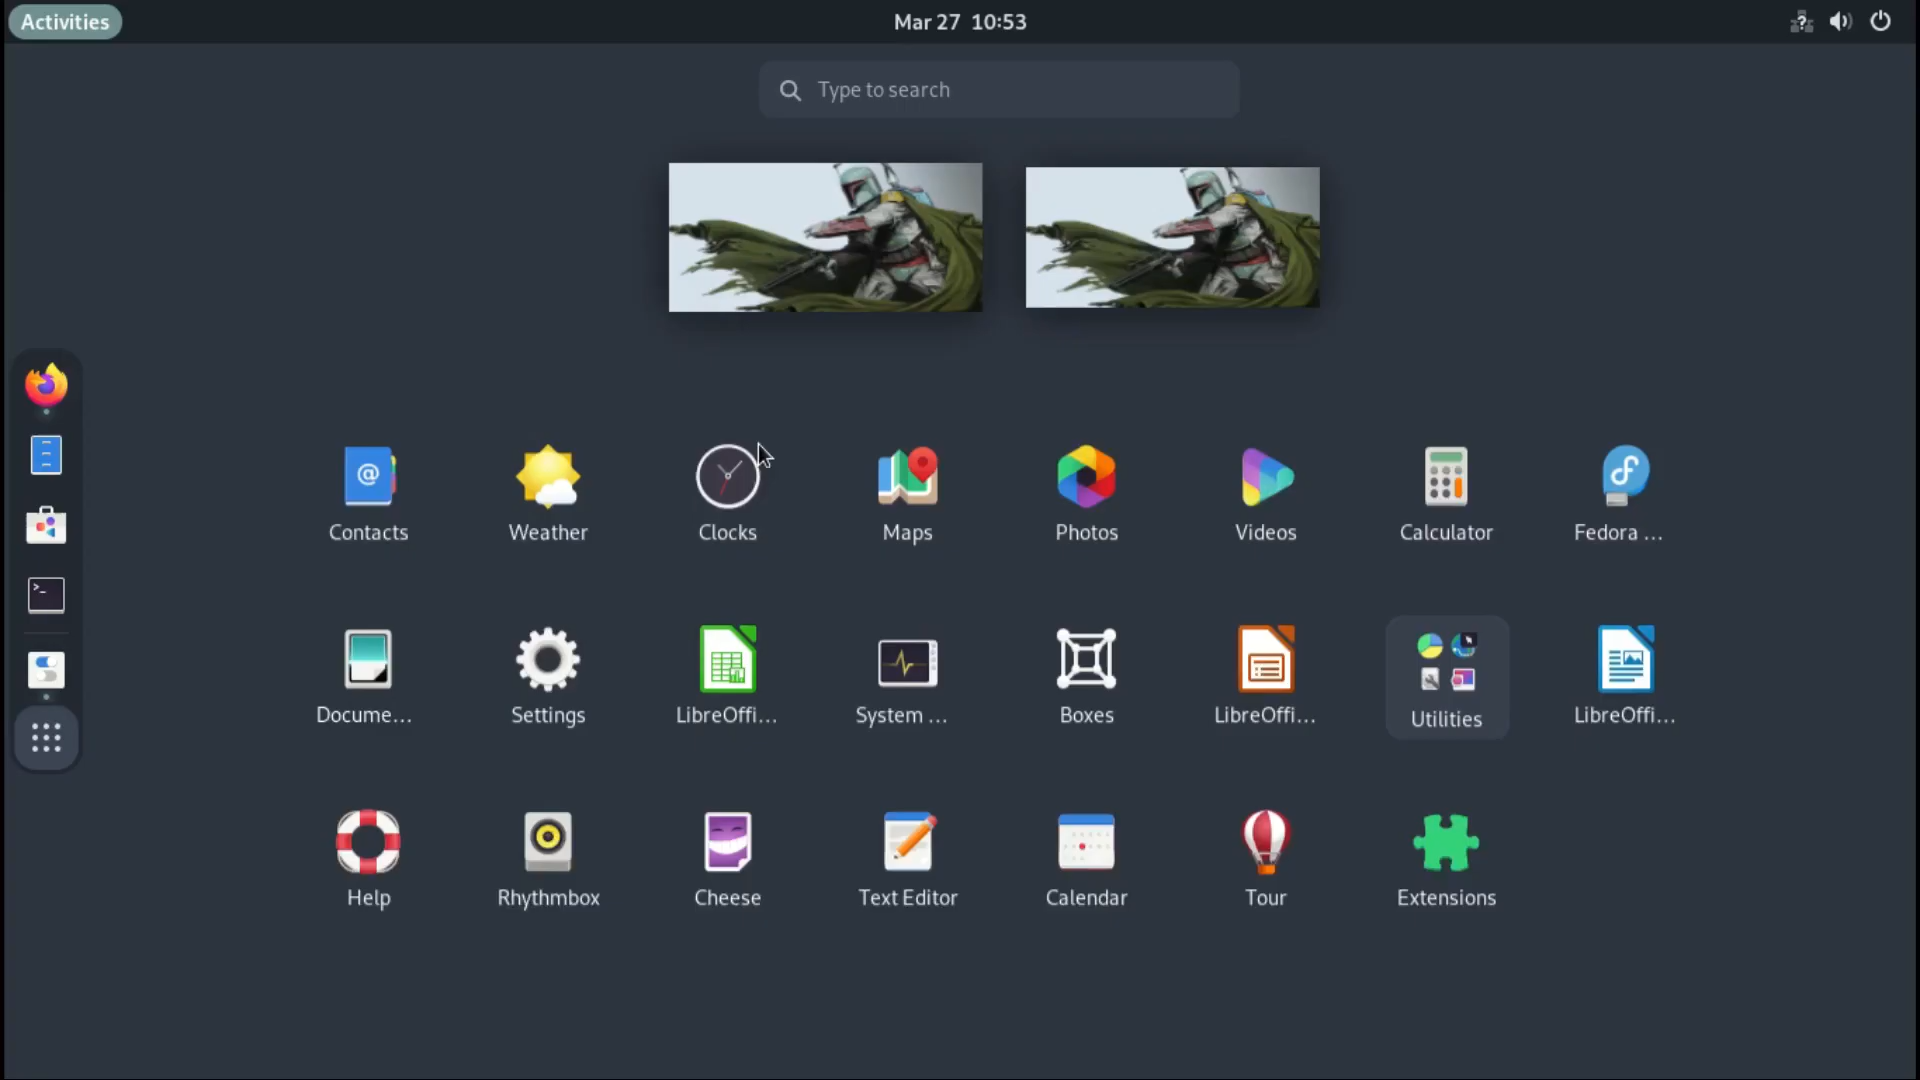 Activities
Mar 27 10:53
Type to search
Contacts
Weather
Clocks
Maps
Photos
Videos
Calculator
Fedora ...
Docume...
Settings
LibreOffi...
System ...
Boxes
LibreOffi...
Utilities
LibreOffi...
Help
Rhythmbox
Cheese
Text Editor
Calendar
Tour
Extensions